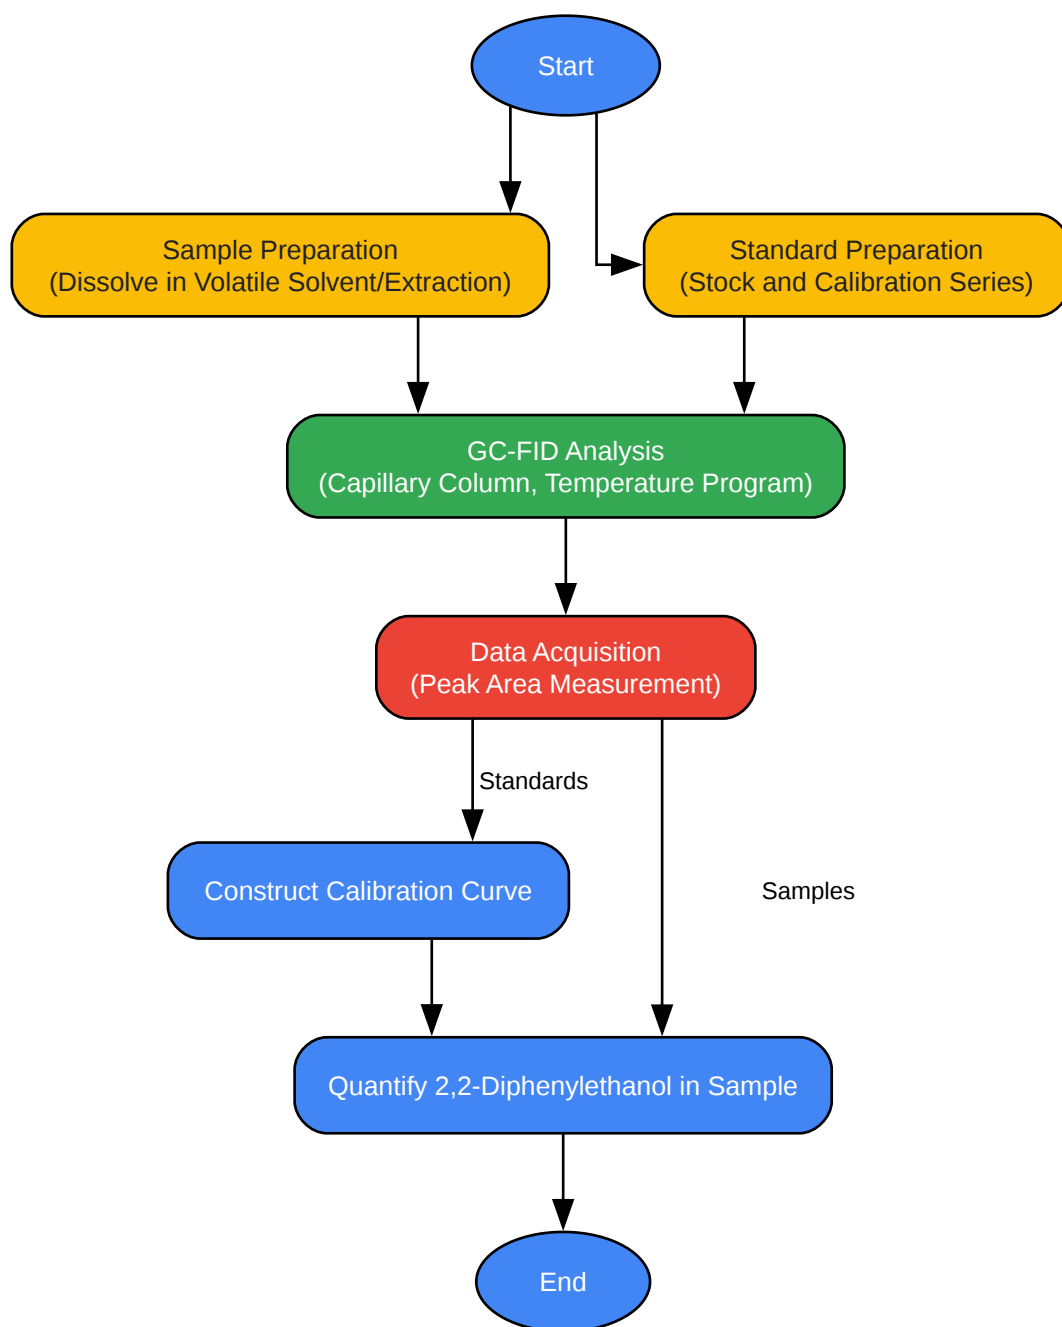 Start
Sample Preparation
(Dissolve in Volatile Solvent/Extraction)
Standard Preparation
(Stock and Calibration Series)
GC-FID Analysis
(Capillary Column, Temperature Program)
Data Acquisition
(Peak Area Measurement)
Standards
Construct Calibration Curve
Samples
Quantify 2,2-Diphenylethanol in Sample
End